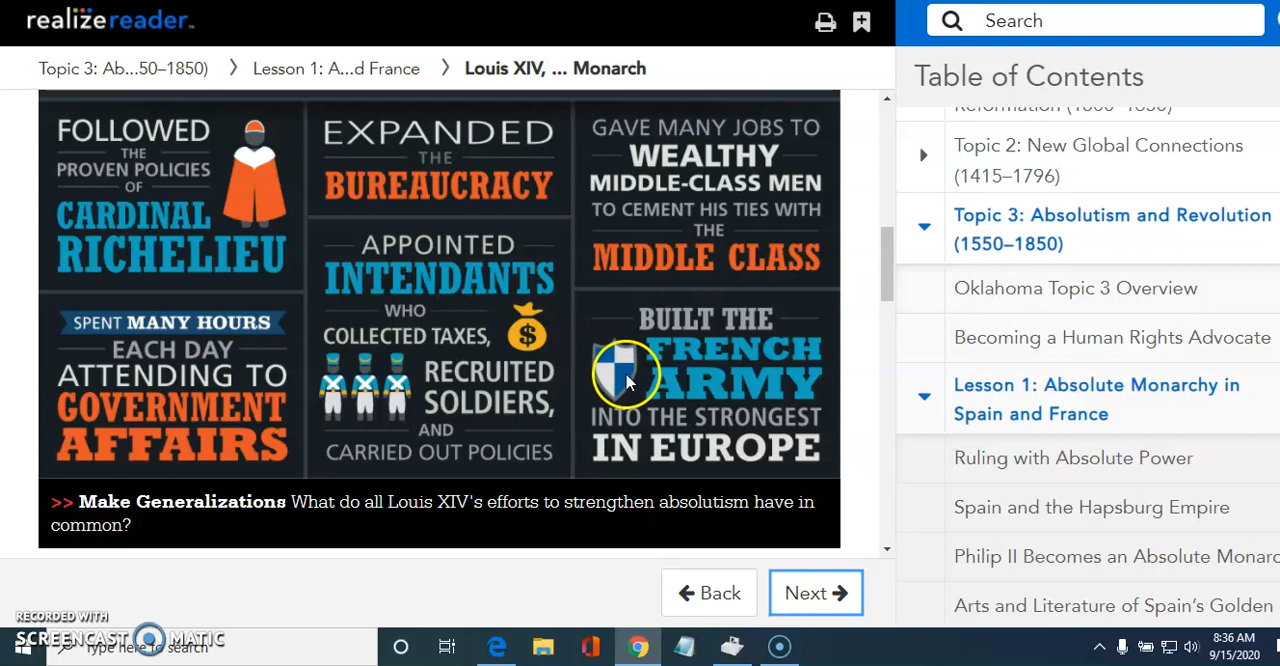 realizereader
Search
Topic 3: Ab...50–1850) > Lesson 1: A...d France > Louis XIV, ... Monarch
Table of Contents
FOLLOWED
THE
PROVEN POLICIES
OF
CARDINAL
RICHELIEU
SPENT MANY HOURS
EACH DAY
ATTENDING TO
GOVERNMENT
AFFAIRS
EXPANDED
THE
BUREAUCRACY
APPOINTED
INTENDANTS
WHO
COLLECTED TAXES,
$
RECRUITED
SOLDIERS,
AND
CARRIED OUT POLICIES
GAVE MANY JOBS TO
WEALTHY
MIDDLE-CLASS MEN
TO CEMENT HIS TIES WITH
THE
MIDDLE CLASS
BUILT THE
FRENCH
ARMY
INTO THE STRONGEST
IN EUROPE
>> Make Generalizations What do all Louis XIV's efforts to strengthen absolutism have in
common?
Back
Next
Topic 2: New Global Connections
(1415–1796)
Topic 3: Absolutism and Revolution
(1550–1850)
Oklahoma Topic 3 Overview
Becoming a Human Rights Advocate
Lesson 1: Absolute Monarchy in
Spain and France
Ruling with Absolute Power
Spain and the Hapsburg Empire
Philip II Becomes an Absolute Monarc
Arts and Literature of Spain's Golden
RECORDED WITH
SCREENCAST MATIC
Type here to search
8:36 AM
9/15/2020